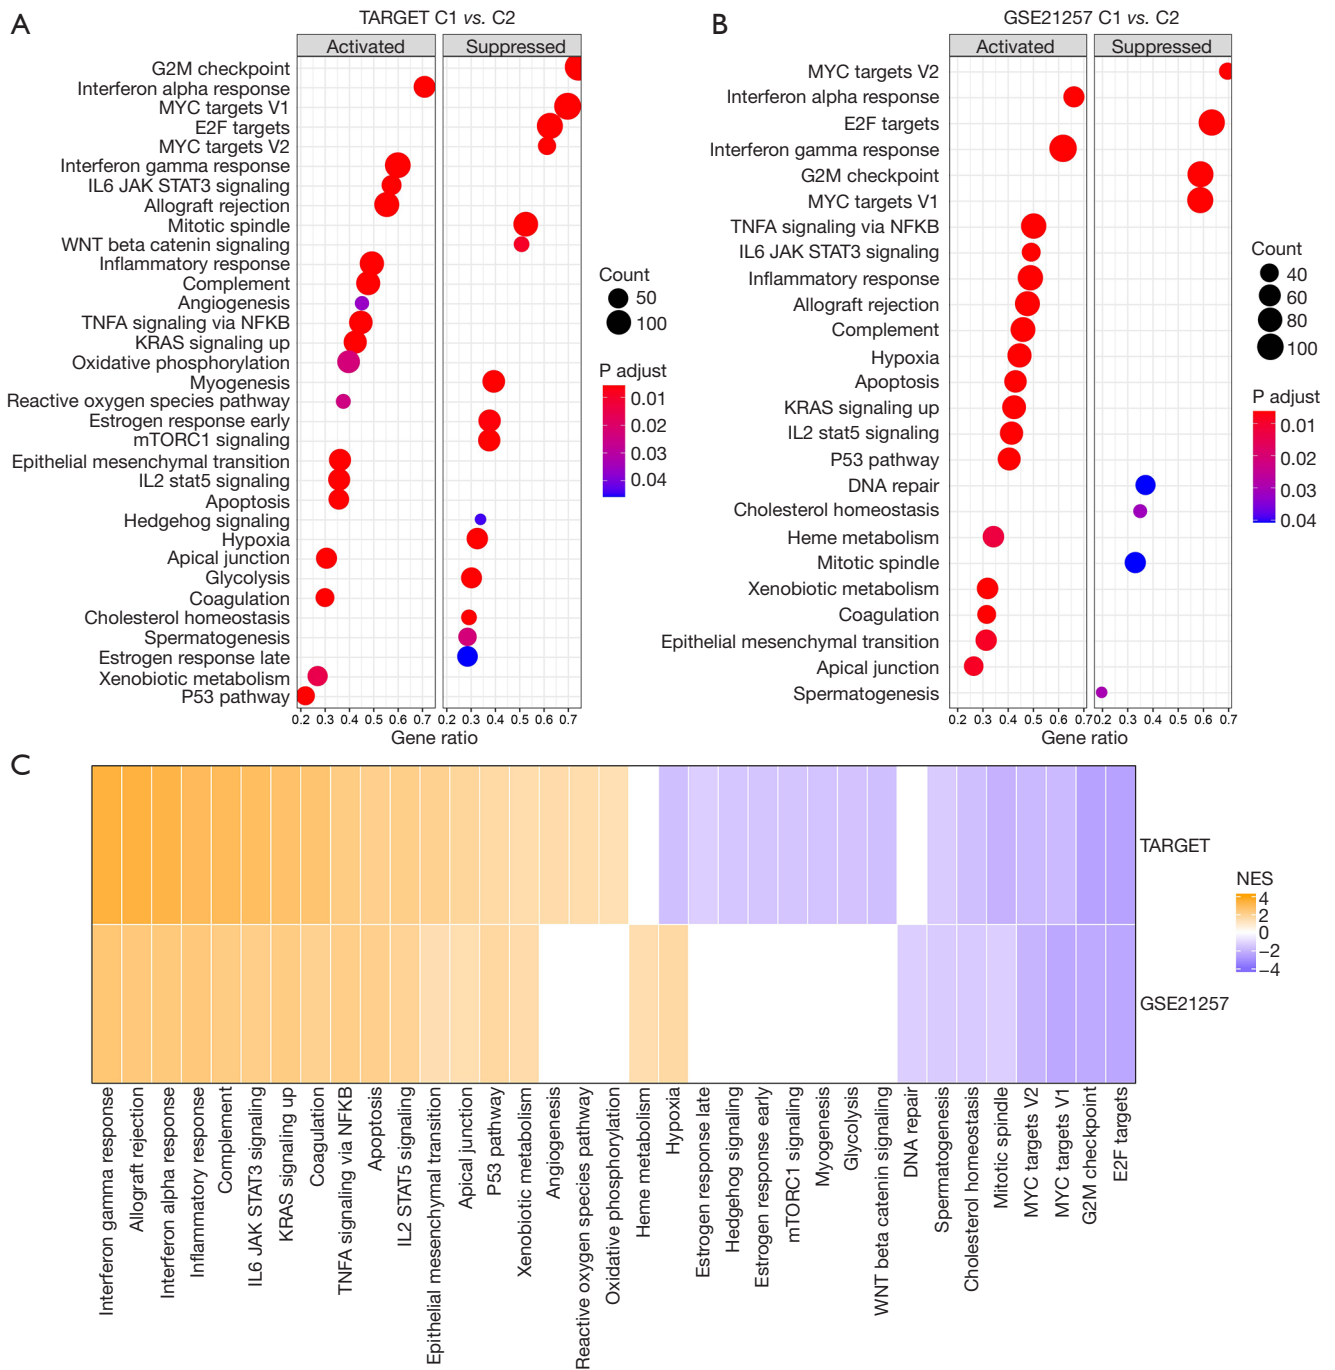 A
TARGET C1 vs. C2
Activated
Suppressed
G2M checkpoint
Interferon alpha response
MYC targets V1
E2F targets
MYC targets V2
Interferon gamma response
IL6 JAK STAT3 signaling
Allograft rejection
Mitotic spindle
WNT beta catenin signaling
Inflammatory response
Complement
Angiogenesis
TNFA signaling via NFKB
KRAS signaling up
Oxidative phosphorylation
Myogenesis
Reactive oxygen species pathway
Estrogen response early
mTORC1 signaling
Epithelial mesenchymal transition
IL2 stat5 signaling
Apoptosis
Hedgehog signaling
Hypoxia
Apical junction
Glycolysis
Coagulation
Cholesterol homeostasis
Spermatogenesis
Estrogen response late
Xenobiotic metabolism
P53 pathway
0.2 0.3 0.4 0.5 0.6 0.7 0.2 0.3 0.4 0.5 0.6 0.7
Gene ratio
Count
50
100
P adjust
0.01
0.02
0.03
0.04
B
GSE21257 C1 vs. C2
Activated
Suppressed
MYC targets V2
Interferon alpha response
E2F targets
Interferon gamma response
G2M checkpoint
MYC targets V1
TNFA signaling via NFKB
IL6 JAK STAT3 signaling
Inflammatory response
Allograft rejection
Complement
Hypoxia
Apoptosis
KRAS signaling up
IL2 stat5 signaling
P53 pathway
DNA repair
Cholesterol homeostasis
Heme metabolism
Mitotic spindle
Xenobiotic metabolism
Coagulation
Epithelial mesenchymal transition
Apical junction
Spermatogenesis
0.2 0.3 0.4 0.5 0.6 0.7 0.2 0.3 0.4 0.5 0.6 0.7
Gene ratio
Count
40
60
80
100
P adjust
0.01
0.02
0.03
0.04
C
TARGET
GSE21257
NES
4
2
0
−2
−4
Interferon gamma response
Allograft rejection
Interferon alpha response
Inflammatory response
Complement
IL6 JAK STAT3 signaling
KRAS signaling up
Coagulation
TNFA signaling via NFKB
Apoptosis
IL2 STAT5 signaling
Epithelial mesenchymal transition
Apical junction
P53 pathway
Xenobiotic metabolism
Angiogenesis
Reactive oxygen species pathway
Oxidative phosphorylation
Heme metabolism
Hypoxia
Estrogen response late
Hedgehog signaling
Estrogen response early
mTORC1 signaling
Myogenesis
Glycolysis
WNT beta catenin signaling
DNA repair
Spermatogenesis
Cholesterol homeostasis
Mitotic spindle
MYC targets V2
MYC targets V1
G2M checkpoint
E2F targets